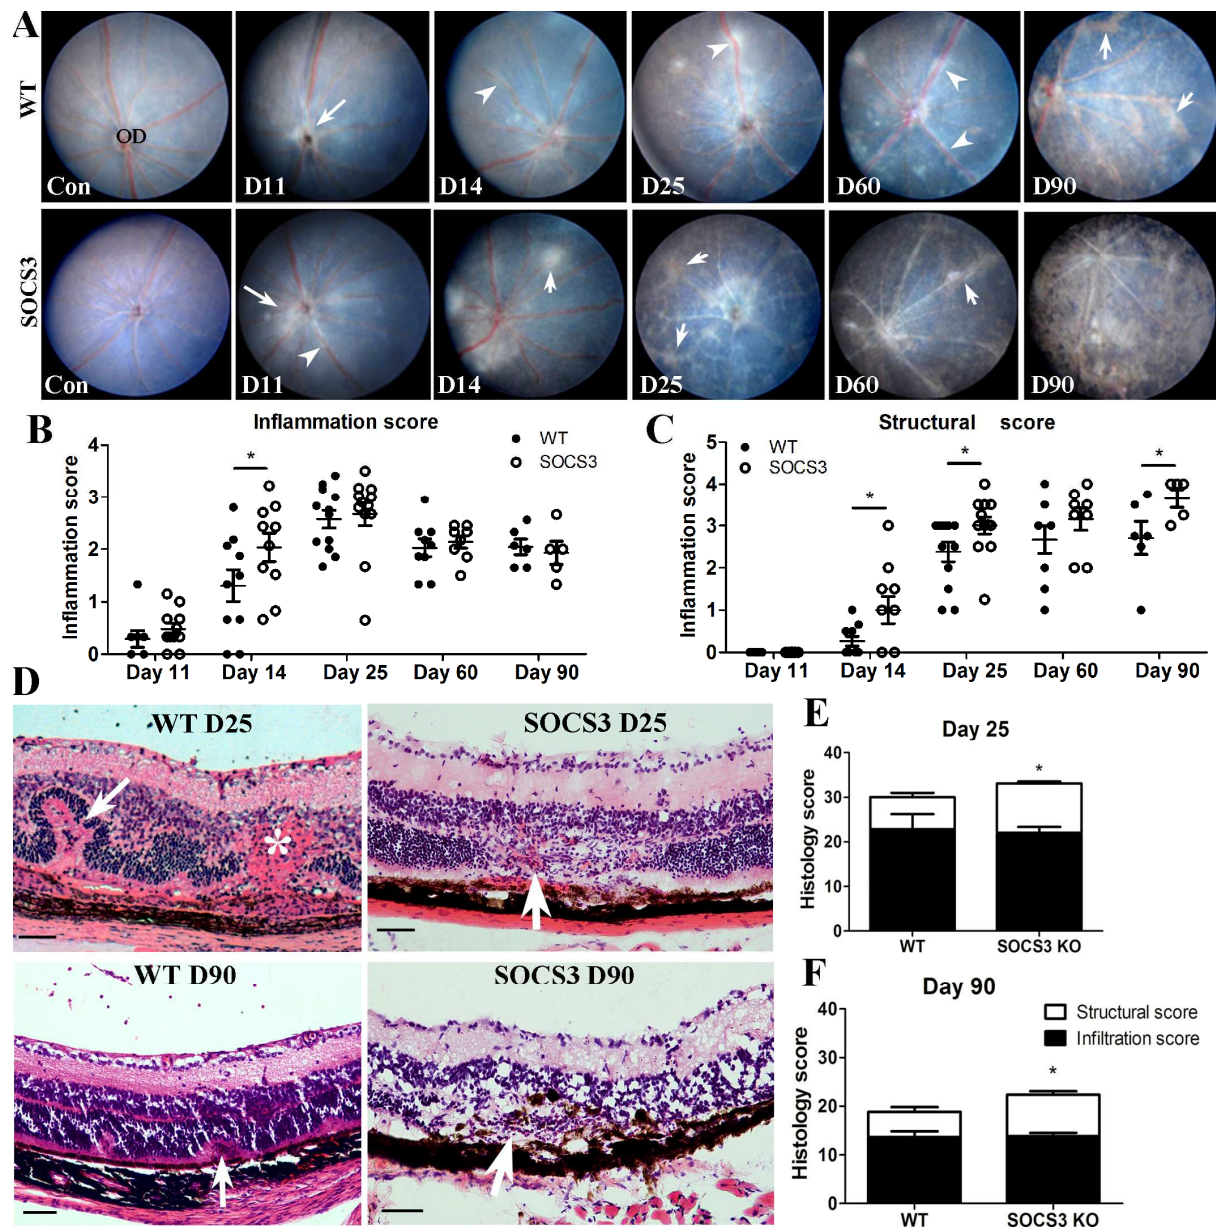 A
WT
OD
Con
D11
D14
D25
D60
D90
SOCS3
Con
D11
D14
D25
D60
D90
B
Inflammation score
WT
SOCS3
*
Inflammation score
4
3
2
1
0
Day 11
Day 14
Day 25
Day 60
Day 90
C
Structural score
WT
SOCS3
*
*
*
Inflammation score
5
4
3
2
1
0
Day 11
Day 14
Day 25
Day 60
Day 90
D
WT D25
*
SOCS3 D25
WT D90
SOCS3 D90
E
Day 25
*
Histology score
40
30
20
10
0
WT
SOCS3 KO
F
Day 90
Structural score
Infiltration score
*
Histology score
40
30
20
10
0
WT
SOCS3 KO